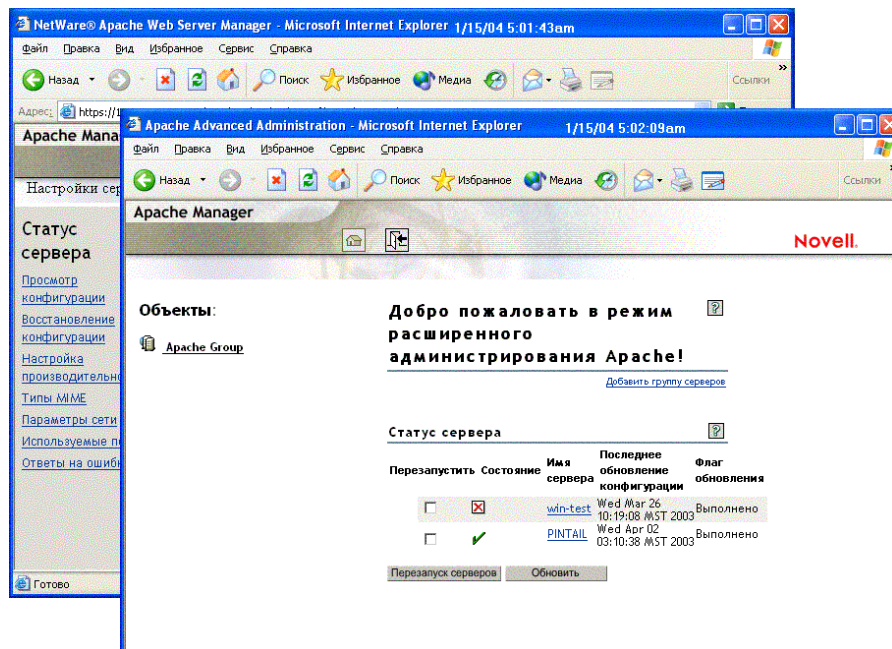 NetWare® Apache Web Server Manager - Microsoft Internet Explorer 1/15/04 5:01:43am
Файл Правка Вид Избранное Сервис Справка
Назад Поиск Избранное Медиа Ссылки »
Адрес: https://1
Apache Mana
Настройки сер
Статус
сервера
Просмотр
конфигурации
Восстановление
конфигурации
Настройка
производительно
Типы MIME
Параметры сети
Используемые п
Ответы на ошибк
Готово
Apache Advanced Administration - Microsoft Internet Explorer 1/15/04 5:02:09am
Файл Правка Вид Избранное Сервис Справка
Назад Поиск Избранное Медиа Ссылки
Apache Manager
Novell.
Объекты:
Apache Group
Добро пожаловать в режим
расширенного
администрирования Apache!
?
Добавить группу серверов
Статус сервера ?
Перезапустить Состояние Имя сервера Последнее обновление конфигурации Флаг обновления
win-test Wed Mar 26 10:19:08 MST 2003 Выполнено
PINTAIL Wed Apr 02 03:10:38 MST 2003 Выполнено
Перезапуск серверов Обновить